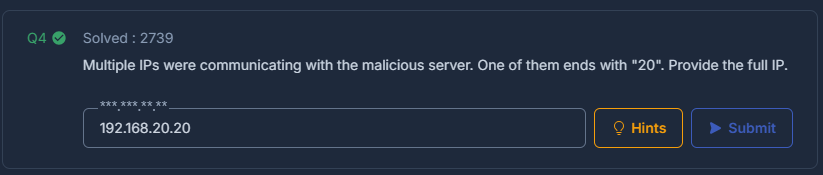 Q4 Solved : 2739
Multiple IPs were communicating with the malicious server. One of them ends with "20". Provide the full IP.
***.***.**.**
192.168.20.20 Hints Submit